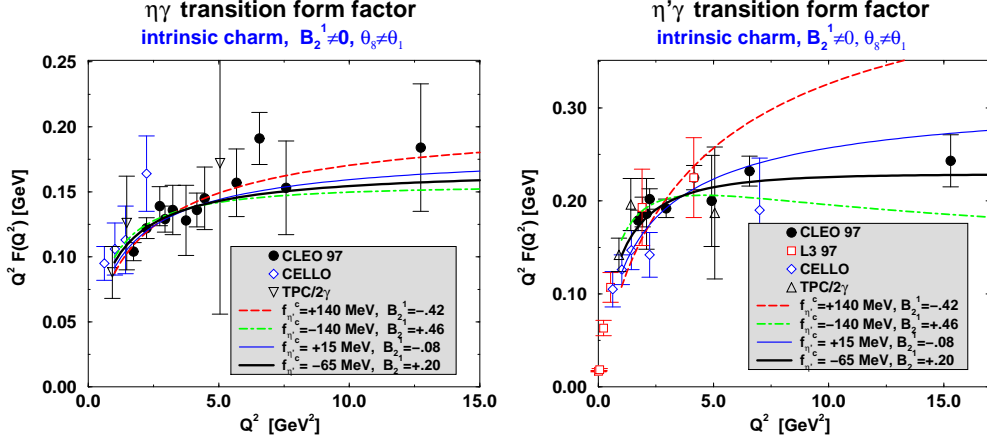 ηγ transition form factor
intrinsic charm, B₂¹≠0, θ₈≠θ₁
0.25
0.20
0.15
0.10
0.05
0.00
Q² F(Q²) [GeV]
CLEO 97
CELLO
TPC/2γ
f_η'^c=+140 MeV, B₂¹=−.42
f_η'^c=−140 MeV, B₂¹=+.46
f_η'^c= +15 MeV, B₂¹=−.08
f_η'^c= −65 MeV, B₂¹=+.20
0.0 5.0 10.0 15.0
Q² [GeV²]
η'γ transition form factor
intrinsic charm, B₂¹≠0, θ₈≠θ₁
0.30
0.20
0.10
0.00
Q² F(Q²) [GeV]
CLEO 97
L3 97
CELLO
TPC/2γ
f_η'^c=+140 MeV, B₂¹=−.42
f_η'^c=−140 MeV, B₂¹=+.46
f_η'^c= +15 MeV, B₂¹=−.08
f_η'^c= −65 MeV, B₂¹=+.20
0.0 5.0 10.0 15.0
Q² [GeV²]